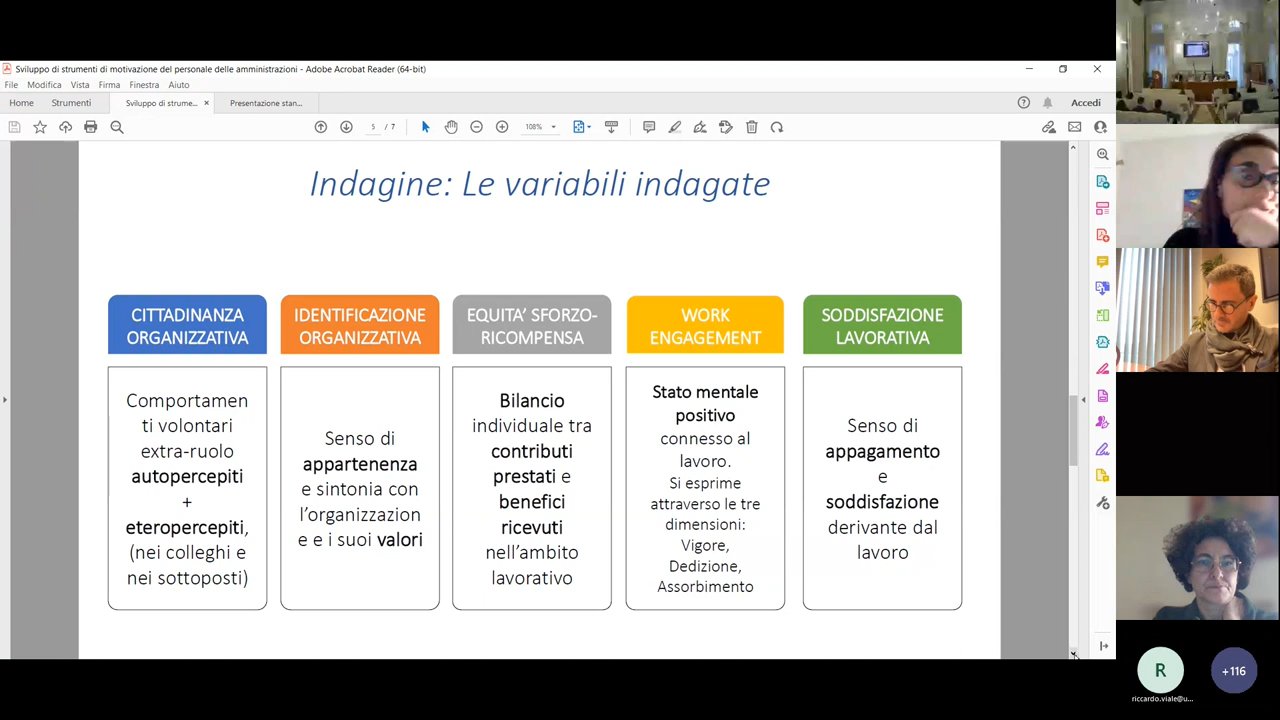 Sviluppo di strumenti di motivazione del personale delle amministrazioni - Adobe Acrobat Reader (64-bit)
File Modifica Vista Firma Finestra Aiuto
Home Strumenti Sviluppo di strume... × Presentazione stan... Accedi
5 / 7 108%
Indagine: Le variabili indagate
CITTADINANZA
ORGANIZZATIVA
Comportamen
ti volontari
extra-ruolo
autopercepiti
+
eteropercepiti,
(nei colleghi e
nei sottoposti)
IDENTIFICAZIONE
ORGANIZZATIVA
Senso di
appartenenza
e sintonia con
l’organizzazion
e e i suoi valori
EQUITA’ SFORZO-
RICOMPENSA
Bilancio
individuale tra
contributi
prestati e
benefici
ricevuti
nell’ambito
lavorativo
WORK
ENGAGEMENT
Stato mentale
positivo
connesso al
lavoro.
Si esprime
attraverso le tre
dimensioni:
Vigore,
Dedizione,
Assorbimento
SODDISFAZIONE
LAVORATIVA
Senso di
appagamento
e
soddisfazione
derivante dal
lavoro
R
riccardo.viale@u...
+116